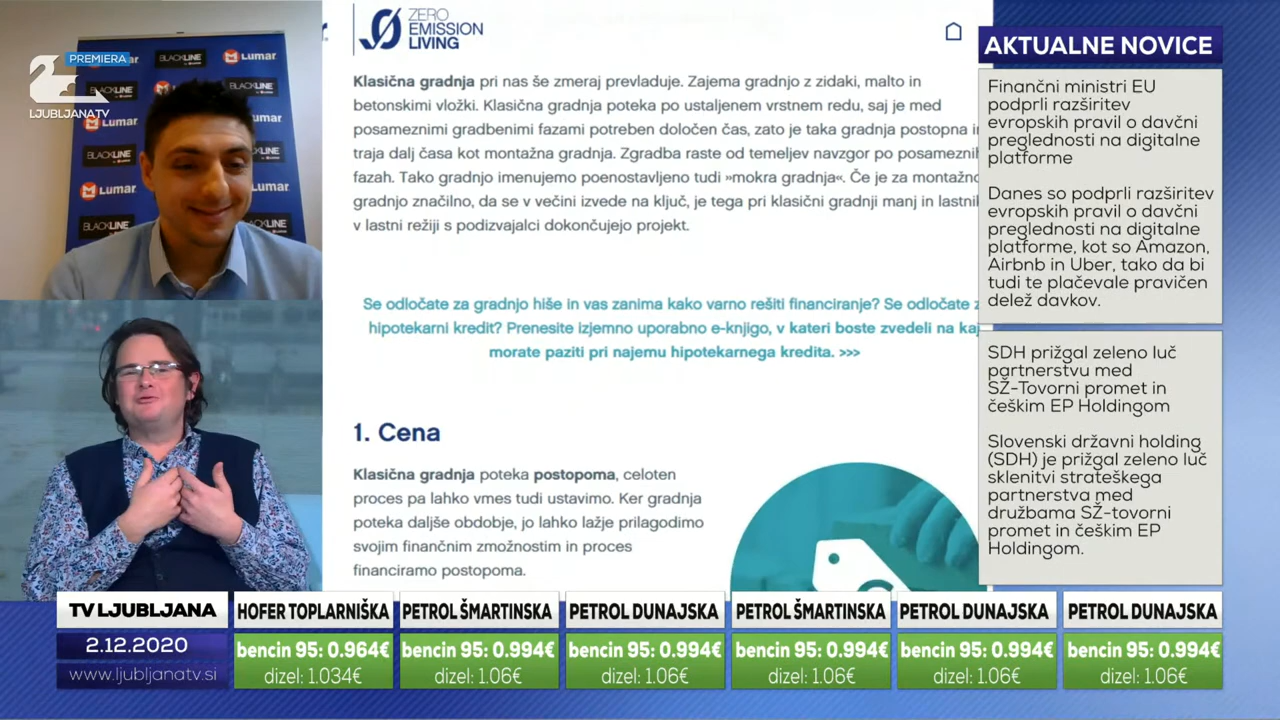 PREMIERA
LJUBLJANATV
BLACKLINE
Lumar.
BLACKLINE
BLACKLINE
Lumar.
BLACKLINE
BLACKLINE
Lumar.
Lumar.
BLACKLINE
BLACKLINE
ZERO
EMISSION
LIVING
Klasična gradnja pri nas še zmeraj prevladuje. Zajema gradnjo z zidaki, malto in
betonskimi vložki. Klasična gradnja poteka po ustaljenem vrstnem redu, saj je med
posameznimi gradbenimi fazami potreben določen čas, zato je taka gradnja postopna in
traja dalj časa kot montažna gradnja. Zgradba raste od temeljev navzgor po posameznih
fazah. Tako gradnjo imenujemo poenostavljeno tudi »mokra gradnja«. Če je za montažno
gradnjo značilno, da se v večini izvede na ključ, je tega pri klasični gradnji manj in lastnik
v lastni režiji s podizvajalci dokončujejo projekt.
Se odločate za gradnjo hiše in vas zanima kako varno rešiti financiranje? Se odločate z
hipotekarni kredit? Prenesite izjemno uporabno e-knjigo, v kateri boste zvedeli na kaj
morate paziti pri najemu hipotekarnega kredita. >>>
1. Cena
Klasična gradnja poteka postopoma, celoten
proces pa lahko vmes tudi ustavimo. Ker gradnja
poteka daljše obdobje, jo lahko lažje prilagodimo
svojim finančnim zmožnostim in proces
financiramo postopoma.
AKTUALNE NOVICE
Finančni ministri EU
podprli razširitev
evropskih pravil o davčni
preglednosti na digitalne
platforme
Danes so podprli razširitev
evropskih pravil o davčni
preglednosti na digitalne
platforme, kot so Amazon,
Airbnb in Uber, tako da bi
tudi te plačevale pravičen
delež davkov.
SDH prižgal zeleno luč
partnerstvu med
SŽ-Tovorni promet in
češkim EP Holdingom
Slovenski državni holding
(SDH) je prižgal zeleno luč
sklenitvi strateškega
partnerstva med
družbama SŽ-tovorni
promet in češkim EP
Holdingom.
TV LJUBLJANA
2.12.2020
www.ljubljanatv.si
HOFER TOPLARNIŠKA
bencin 95: 0.964€
dizel: 1.034€
PETROL ŠMARTINSKA
bencin 95: 0.994€
dizel: 1.06€
PETROL DUNAJSKA
bencin 95: 0.994€
dizel: 1.06€
PETROL ŠMARTINSKA
bencin 95: 0.994€
dizel: 1.06€
PETROL DUNAJSKA
bencin 95: 0.994€
dizel: 1.06€
PETROL DUNAJSKA
bencin 95: 0.994€
dizel: 1.06€